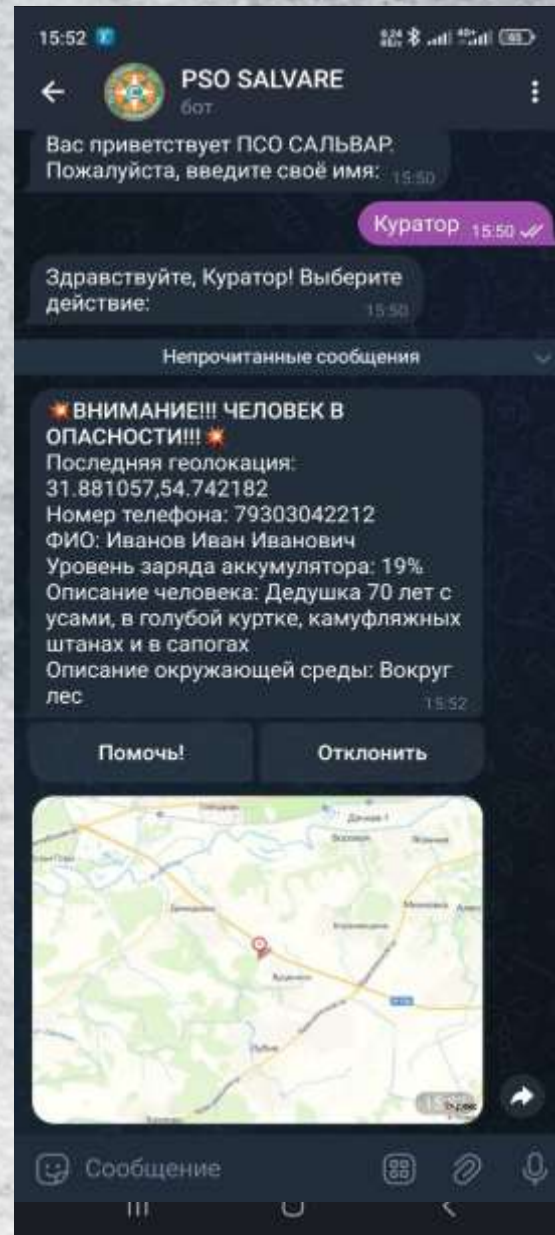 15:52
PSO SALVARE
бот
Вас приветствует ПСО САЛЬВАР.
Пожалуйста, введите своё имя: 15:50
Куратор 15:50
Здравствуйте, Куратор! Выберите
действие: 15:50
Непрочитанные сообщения
💥ВНИМАНИЕ!!! ЧЕЛОВЕК В
ОПАСНОСТИ!!!💥
Последняя геолокация:
31.881057,54.742182
Номер телефона: 79303042212
ФИО: Иванов Иван Иванович
Уровень заряда аккумулятора: 19%
Описание человека: Дедушка 70 лет с
усами, в голубой куртке, камуфляжных
штанах и в сапогах
Описание окружающей среды: Вокруг
лес 15:52
Помочь!
Отклонить
Сообщение